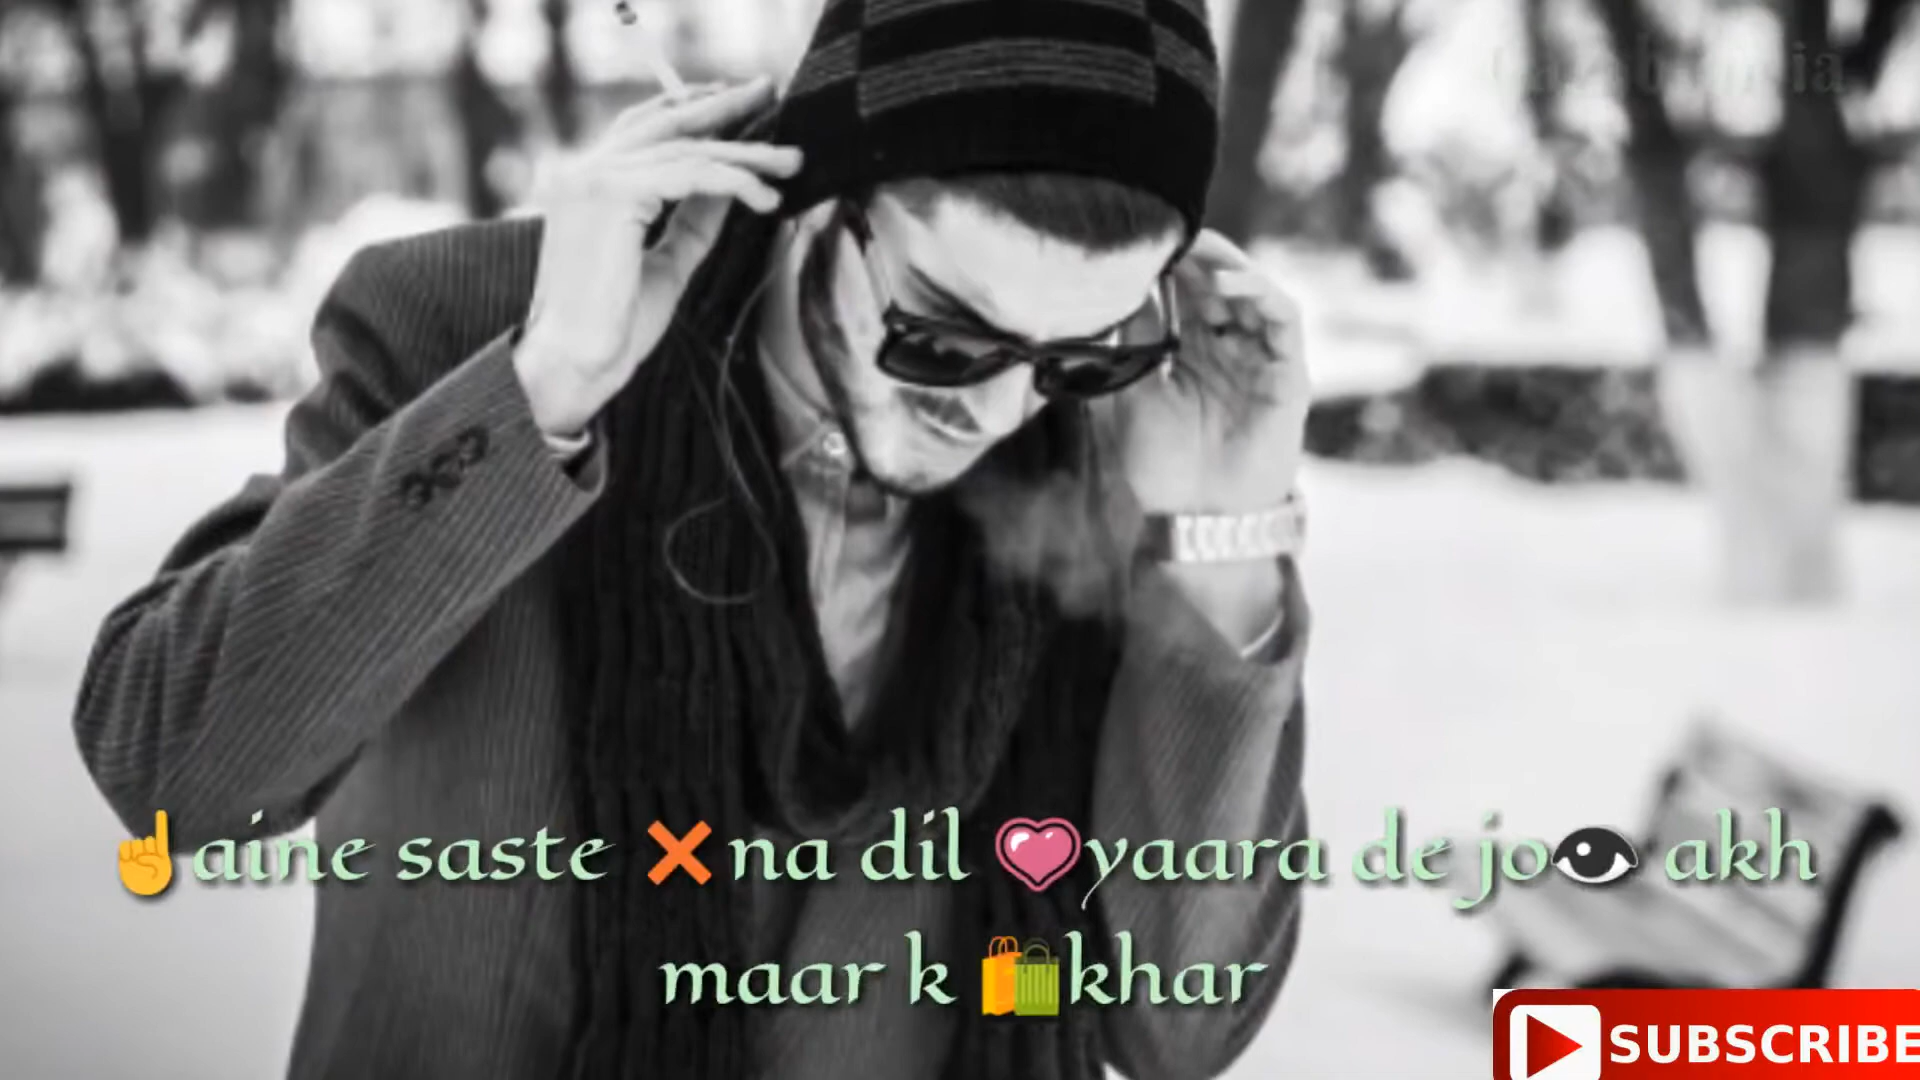 ☝aine saste ❌na dil 💗yaara de jo👁 akh
maar k 🛍khar
SUBSCRIBE